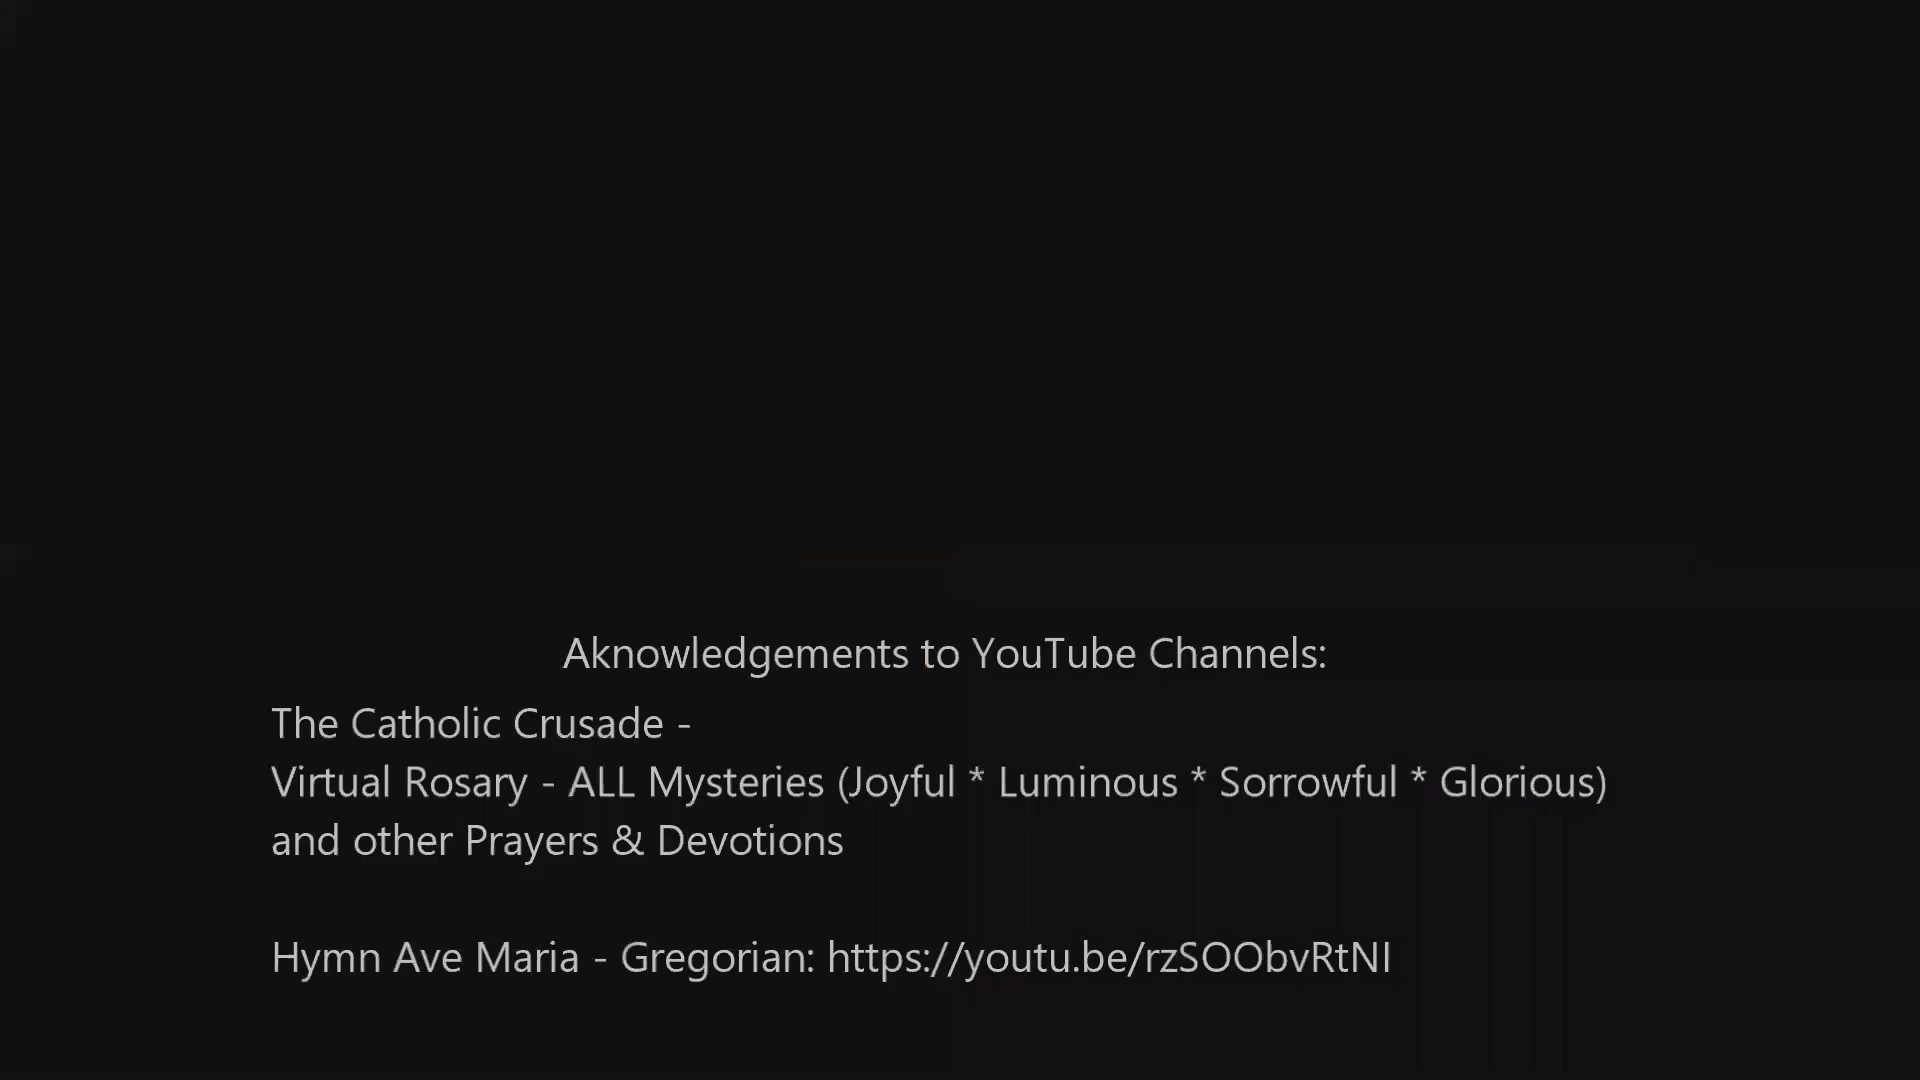 Aknowledgements to YouTube Channels:
The Catholic Crusade -
Virtual Rosary - ALL Mysteries (Joyful * Luminous * Sorrowful * Glorious)
and other Prayers & Devotions
Hymn Ave Maria - Gregorian: https://youtu.be/rzSOObvRtNI